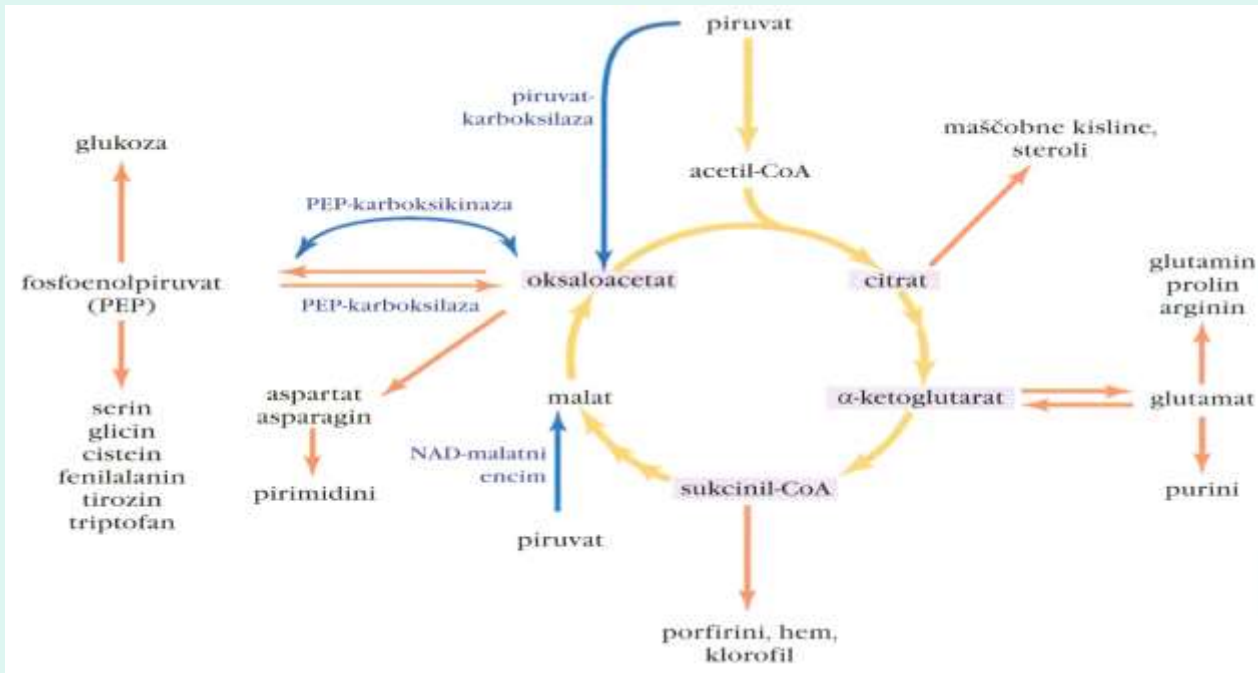 piruvat
piruvat-
karboksilaza
glukoza
maščobne kisline,
steroli
acetil-CoA
PEP-karboksikinaza
fosfoenolpiruvat
(PEP)
oksaloacetat
citrat
glutamin
prolin
arginin
PEP-karboksilaza
aspartat
asparagin
malat
α-ketoglutarat
glutamat
serin
glicin
cistein
fenilalanin
tirozin
triptofan
NAD-malatni
encim
pirimidini
sukcinil-CoA
purini
piruvat
porfirini, hem,
klorofil